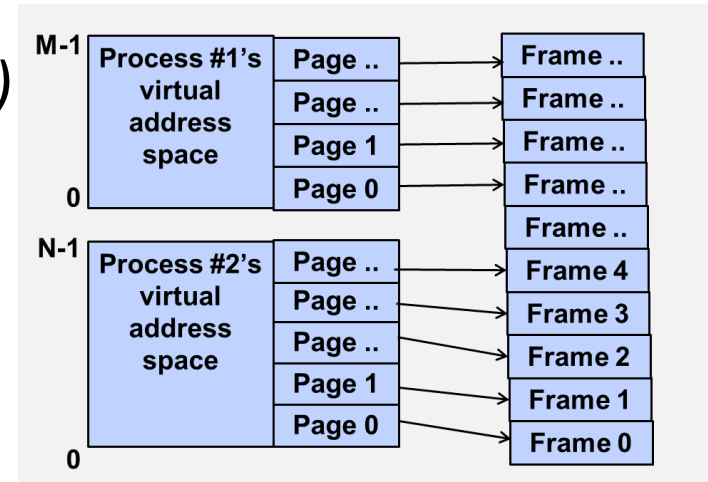 )
M-1
Process #1's
virtual
address
space
0
Page ..
Page ..
Page 1
Page 0
N-1
Process #2's
virtual
address
space
0
Page ..
Page ..
Page ..
Page 1
Page 0
Frame ..
Frame ..
Frame ..
Frame ..
Frame ..
Frame 4
Frame 3
Frame 2
Frame 1
Frame 0